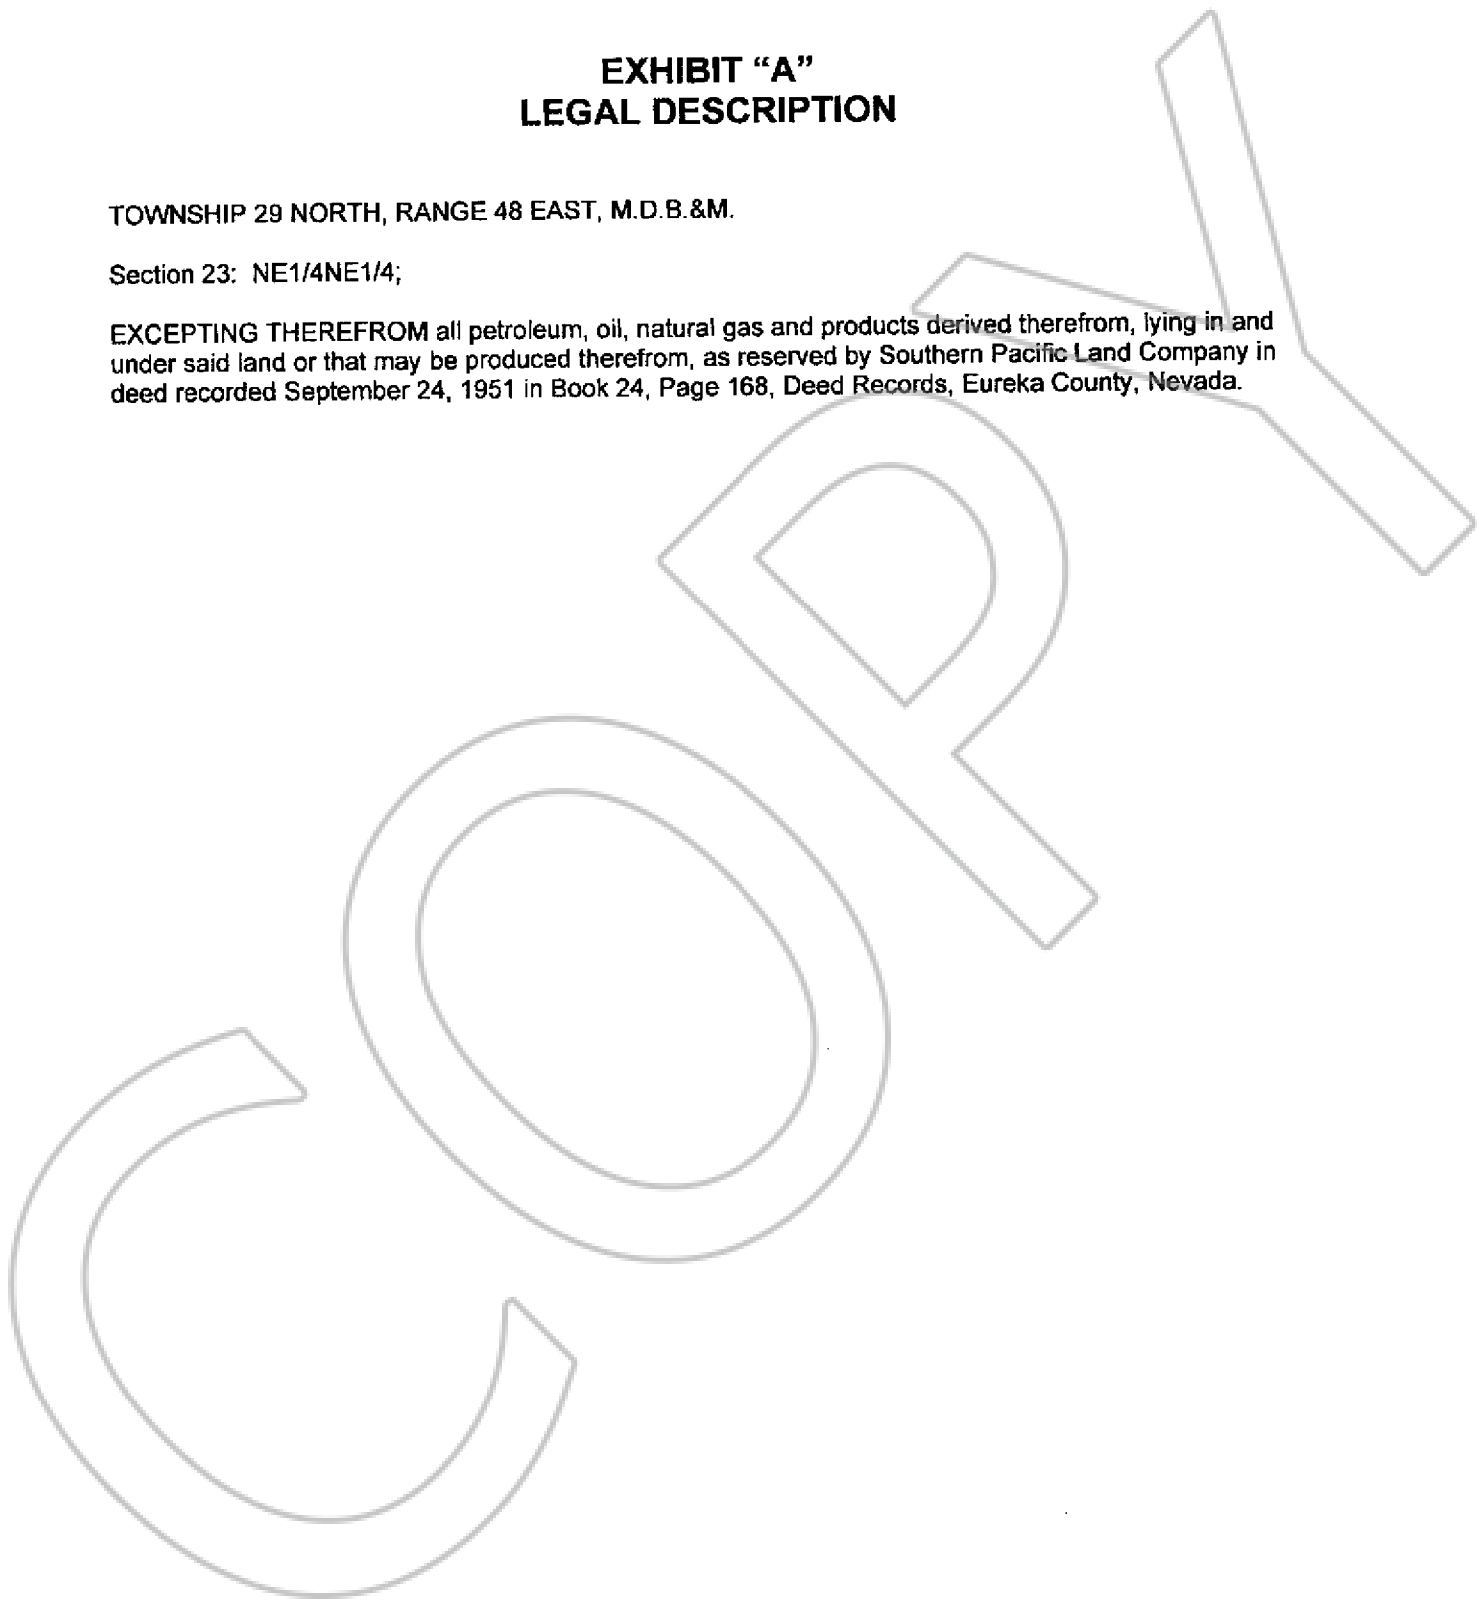 EXHIBIT “A”
LEGAL DESCRIPTION
TOWNSHIP 29 NORTH, RANGE 48 EAST, M.D.B.&M.
Section 23: NE1/4NE1/4;
EXCEPTING THEREFROM all petroleum, oil, natural gas and products derived therefrom, lying in and
under said land or that may be produced therefrom, as reserved by Southern Pacific Land Company in
deed recorded September 24, 1951 in Book 24, Page 168, Deed Records, Eureka County, Nevada.
COPY